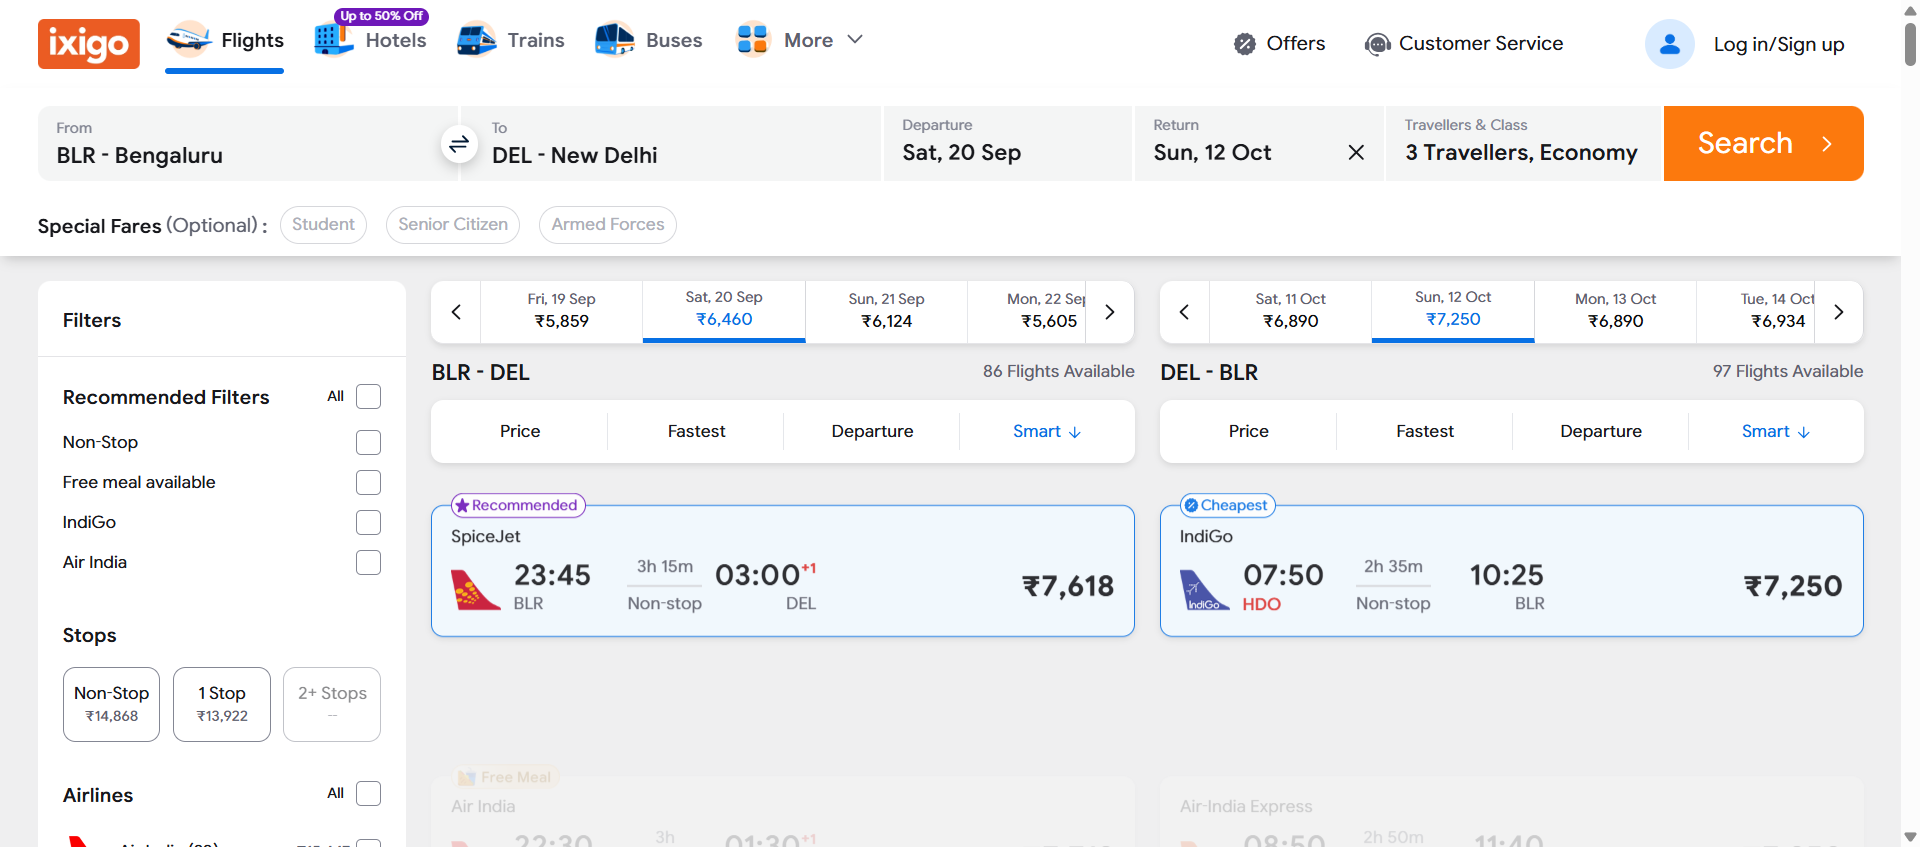 ixigo
Flights
Up to 50% Off
Hotels
Trains
Buses
More
Offers
Customer Service
Log in/Sign up
From
BLR - Bengaluru
To
DEL - New Delhi
Departure
Sat, 20 Sep
Return
Sun, 12 Oct
Travellers & Class
3 Travellers, Economy
Search
Special Fares (Optional) :
Student
Senior Citizen
Armed Forces
Filters
Recommended Filters
All
Non-Stop
Free meal available
IndiGo
Air India
Stops
Non-Stop
₹14,868
1 Stop
₹13,922
2+ Stops
--
Airlines
All
Fri, 19 Sep
₹5,859
Sat, 20 Sep
₹6,460
Sun, 21 Sep
₹6,124
Mon, 22 Sep
₹5,605
BLR - DEL
86 Flights Available
Price
Fastest
Departure
Smart
Recommended
SpiceJet
23:45
BLR
3h 15m
Non-stop
03:00+1
DEL
₹7,618
Free Meal
Air India
22:30
3h
01:30+1
Sat, 11 Oct
₹6,890
Sun, 12 Oct
₹7,250
Mon, 13 Oct
₹6,890
Tue, 14 Oct
₹6,934
DEL - BLR
97 Flights Available
Price
Fastest
Departure
Smart
Cheapest
IndiGo
IndiGo
07:50
HDO
2h 35m
Non-stop
10:25
BLR
₹7,250
Air-India Express
08:50
2h 50m
11:40